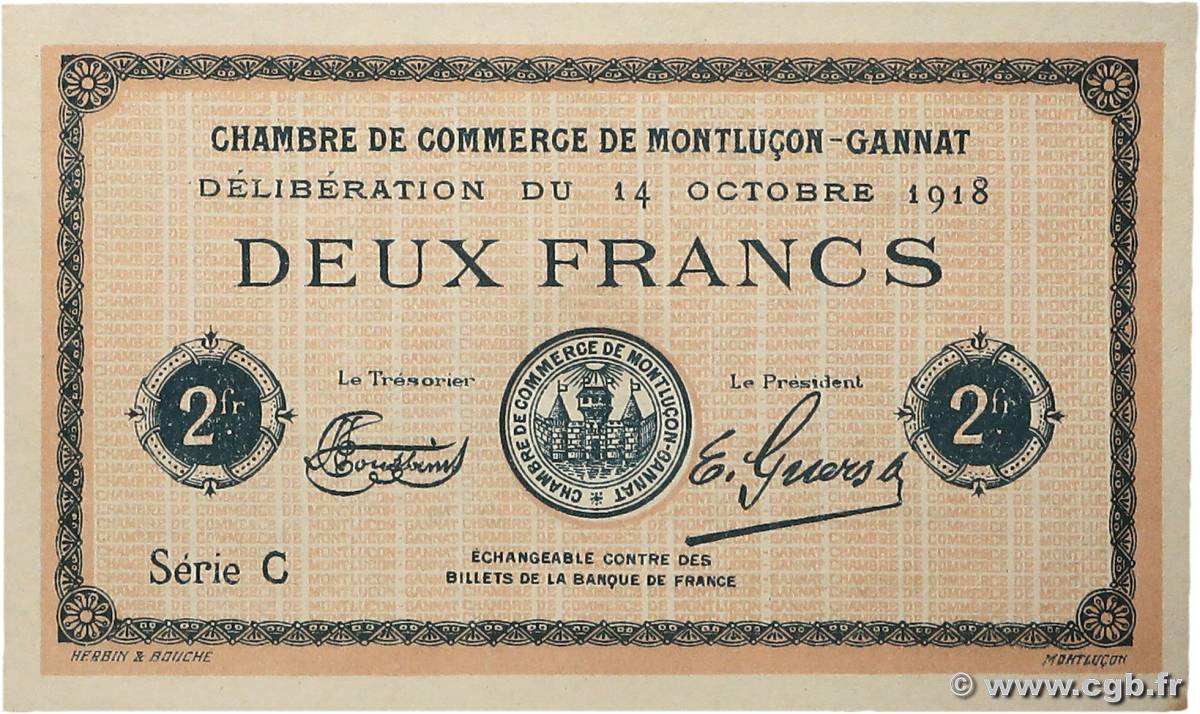 CHAMBRE DE COMMERCE DE MONTLUÇON-GANNAT
DÉLIBÉRATION DU 14 OCTOBRE 1918
DEUX FRANCS
2fr.
Le Trésorier
CHAMBRE DE COMMERCE DE MONTLUÇON-GANNAT
Le Président
2fr.
E. Guers
Série C
ÉCHANGEABLE CONTRE DES
BILLETS DE LA BANQUE DE FRANCE
HERBIN & BOUCHE
MONTLUÇON
© www.cgb.fr